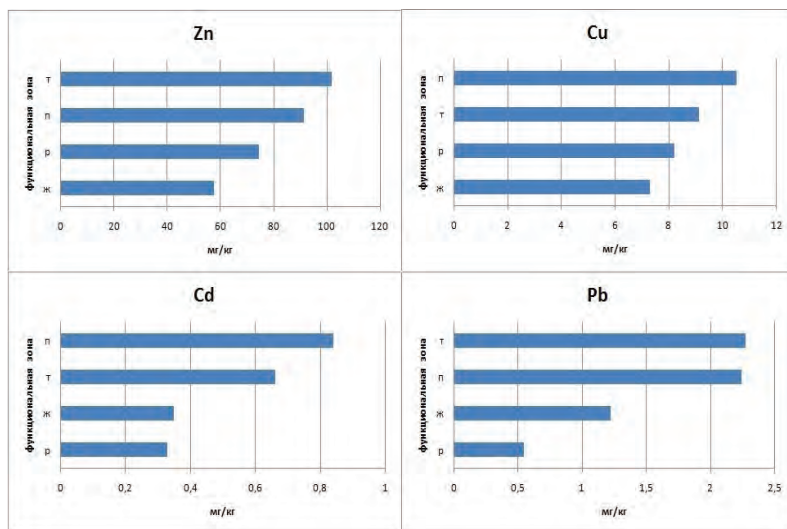 Zn
функциональная зона
т
п
р
ж
0 20 40 60 80 100 120
мг/кг
Cu
функциональная зона
п
т
р
ж
0 2 4 6 8 10 12
мг/кг
Cd
функциональная зона
п
т
ж
р
0 0,2 0,4 0,6 0,8 1
мг/кг
Pb
функциональная зона
т
п
ж
р
0 0,5 1 1,5 2 2,5
мг/кг